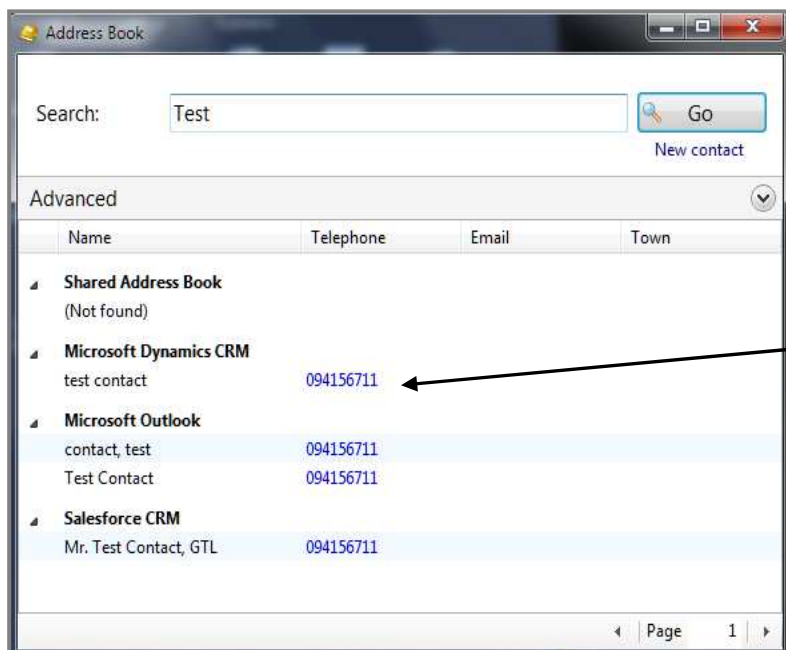 Address Book
Search: Test Go
New contact
Advanced
Name Telephone Email Town
Shared Address Book
(Not found)
Microsoft Dynamics CRM
test contact 094156711
Microsoft Outlook
contact, test 094156711
Test Contact 094156711
Salesforce CRM
Mr. Test Contact, GTL 094156711
Page 1